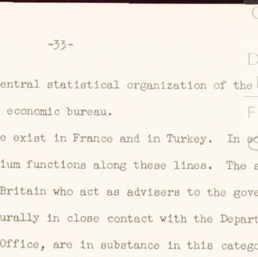 -33-
entral statistical organization of the
economic bureau.
e exist in France and in Turkey. In so
ium functions along these lines. The s
Britain who act as advisers to the gove
urally in close contact with the Depart
Office, are in substance in this catego